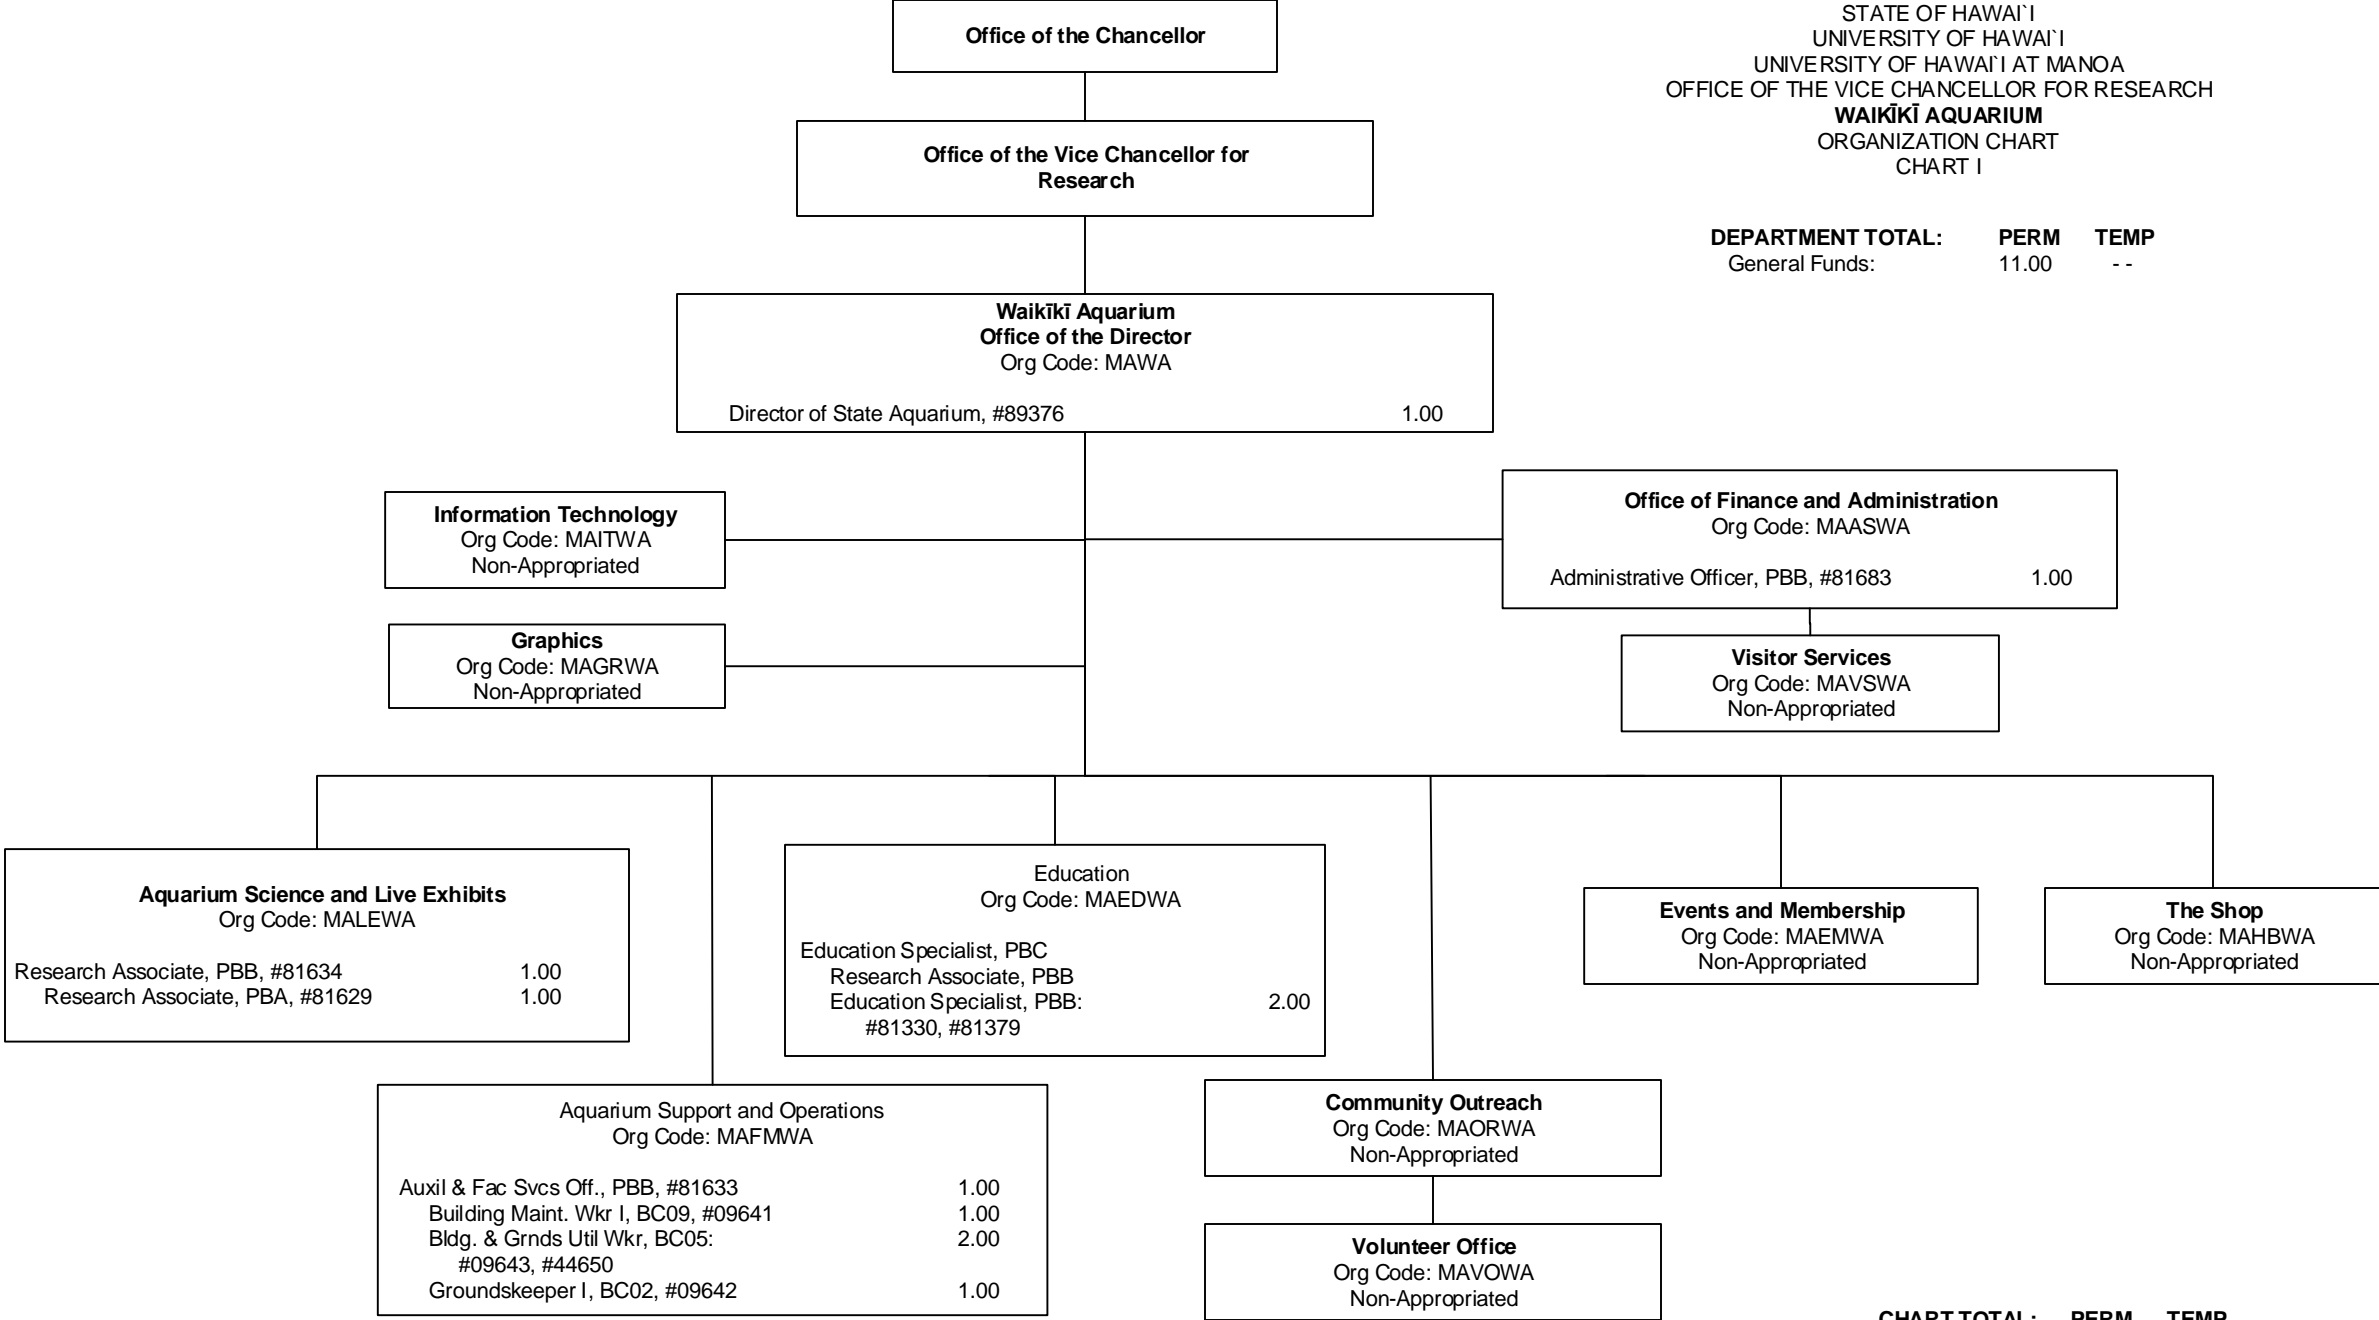 Office of the Chancellor
STATE OF HAWAI`I
UNIVERSITY OF HAWAI`I
UNIVERSITY OF HAWAI`I AT MANOA
OFFICE OF THE VICE CHANCELLOR FOR RESEARCH
WAIKĪKĪ AQUARIUM
ORGANIZATION CHART
CHART I
Office of the Vice Chancellor for
Research
DEPARTMENT TOTAL: PERM TEMP
General Funds: 11.00 - -
Waikīkī Aquarium
Office of the Director
Org Code: MAWA
Director of State Aquarium, #89376 1.00
Information Technology
Org Code: MAITWA
Non-Appropriated
Office of Finance and Administration
Org Code: MAASWA
Administrative Officer, PBB, #81683 1.00
Graphics
Org Code: MAGRWA
Non-Appropriated
Visitor Services
Org Code: MAVSWA
Non-Appropriated
Aquarium Science and Live Exhibits
Org Code: MALEWA
Research Associate, PBB, #81634 1.00
Research Associate, PBA, #81629 1.00
Education
Org Code: MAEDWA
Education Specialist, PBC
Research Associate, PBB
Education Specialist, PBB: 2.00
#81330, #81379
Events and Membership
Org Code: MAEMWA
Non-Appropriated
The Shop
Org Code: MAHBWA
Non-Appropriated
Aquarium Support and Operations
Org Code: MAFMWA
Auxil & Fac Svcs Off., PBB, #81633 1.00
Building Maint. Wkr I, BC09, #09641 1.00
Bldg. & Grnds Util Wkr, BC05: 2.00
#09643, #44650
Groundskeeper I, BC02, #09642 1.00
Community Outreach
Org Code: MAORWA
Non-Appropriated
Volunteer Office
Org Code: MAVOWA
Non-Appropriated
CHART TOTAL: PERM TEMP